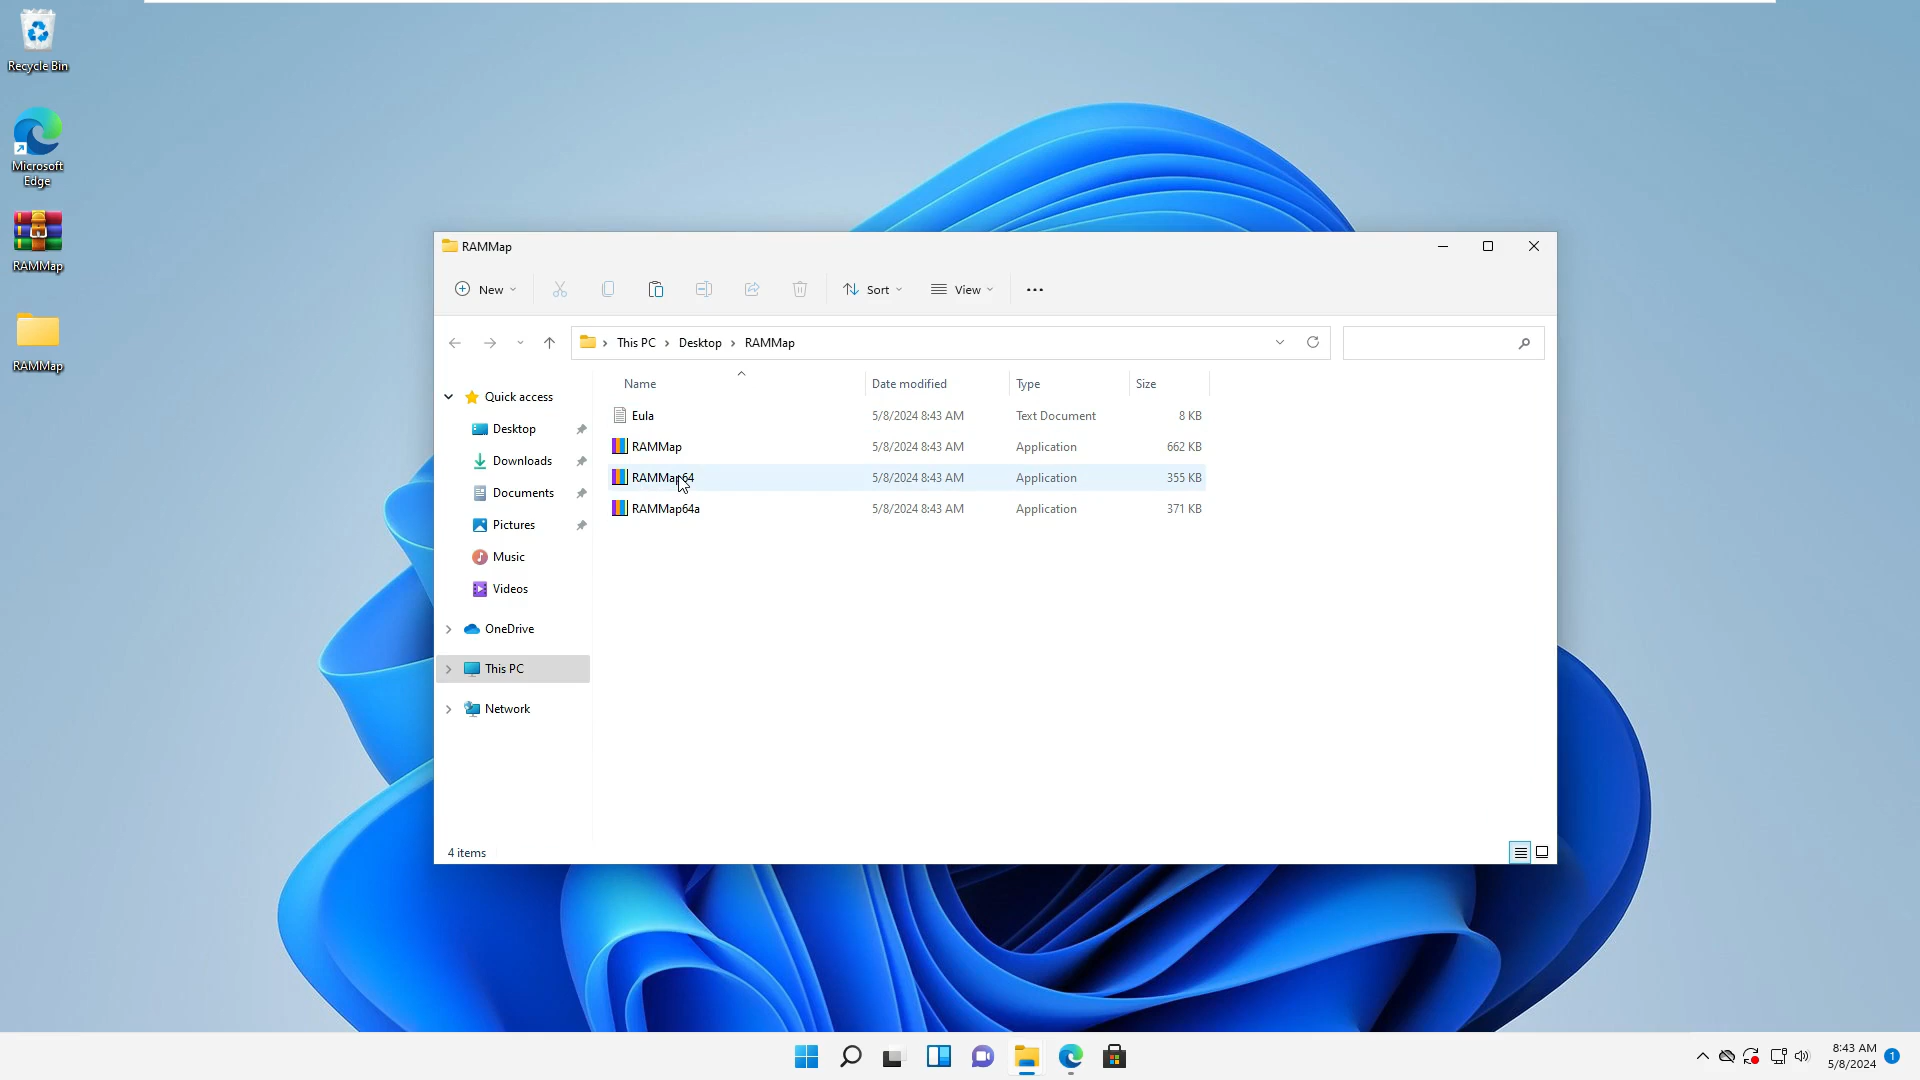 Recycle Bin
Microsoft
Edge
RAMMap
RAMMap
RAMMap
New
Sort
View
This PC > Desktop > RAMMap
Name Date modified Type Size
Eula 5/8/2024 8:43 AM Text Document 8 KB
RAMMap 5/8/2024 8:43 AM Application 662 KB
RAMMap64 5/8/2024 8:43 AM Application 355 KB
RAMMap64a 5/8/2024 8:43 AM Application 371 KB
Quick access
Desktop
Downloads
Documents
Pictures
Music
Videos
OneDrive
This PC
Network
4 items
8:43 AM
5/8/2024
1